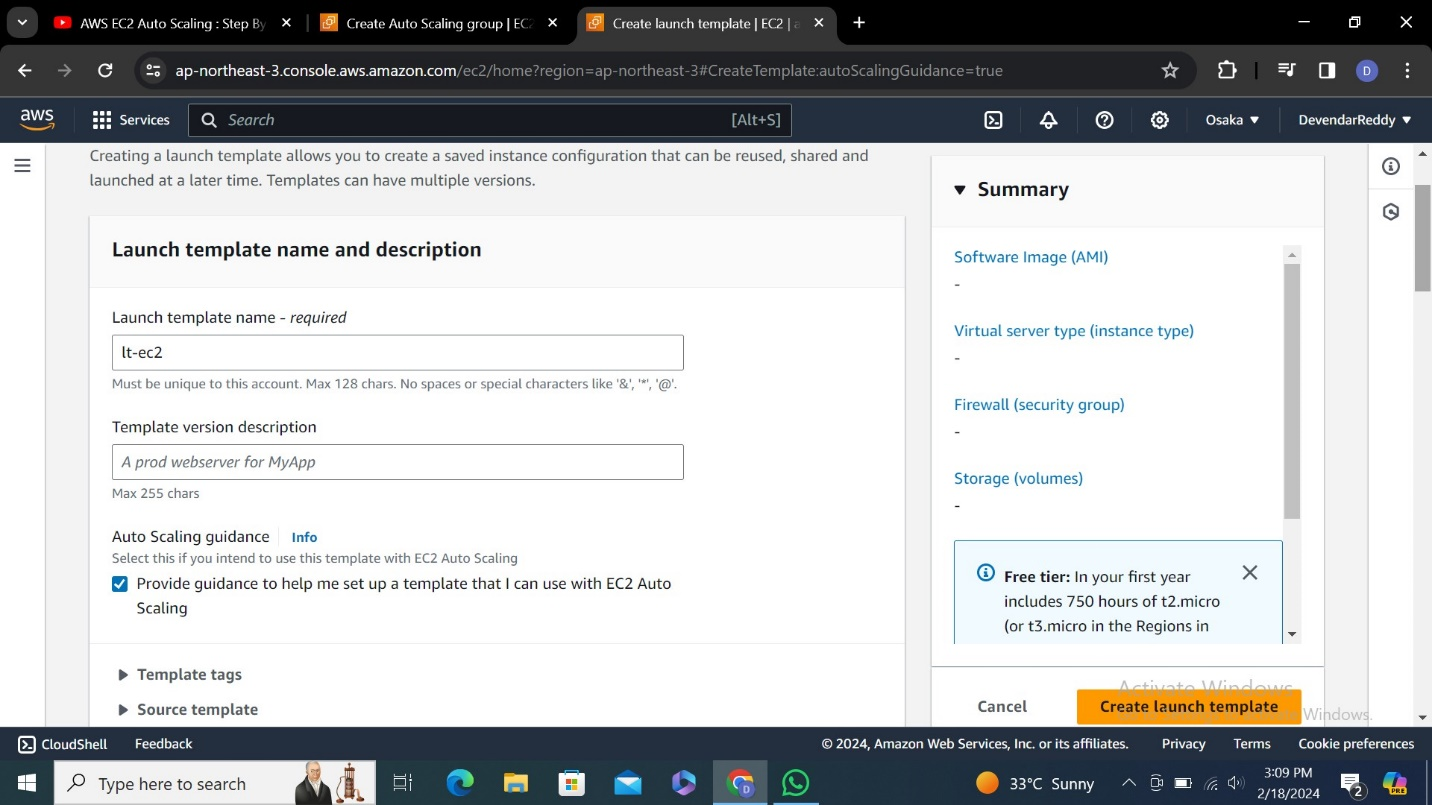 AWS EC2 Auto Scaling : Step By
Create Auto Scaling group | EC
Create launch template | EC2 | a
ap-northeast-3.console.aws.amazon.com/ec2/home?region=ap-northeast-3#CreateTemplate:autoScalingGuidance=true
D
aws
Services
Search
[Alt+S]
Osaka
DevendarReddy
Creating a launch template allows you to create a saved instance configuration that can be reused, shared and
launched at a later time. Templates can have multiple versions.
Launch template name and description
Launch template name - required
lt-ec2
Must be unique to this account. Max 128 chars. No spaces or special characters like '&', '*', '@'.
Template version description
A prod webserver for MyApp
Max 255 chars
Auto Scaling guidance
Info
Select this if you intend to use this template with EC2 Auto Scaling
Provide guidance to help me set up a template that I can use with EC2 Auto
Scaling
Template tags
Source template
Summary
Software Image (AMI)
-
Virtual server type (instance type)
-
Firewall (security group)
-
Storage (volumes)
-
Free tier: In your first year
includes 750 hours of t2.micro
(or t3.micro in the Regions in
Activate Windows
Cancel
Create launch template
Windows.
CloudShell
Feedback
© 2024, Amazon Web Services, Inc. or its affiliates.
Privacy
Terms
Cookie preferences
Type here to search
D
33°C Sunny
3:09 PM
2/18/2024
2
PRE